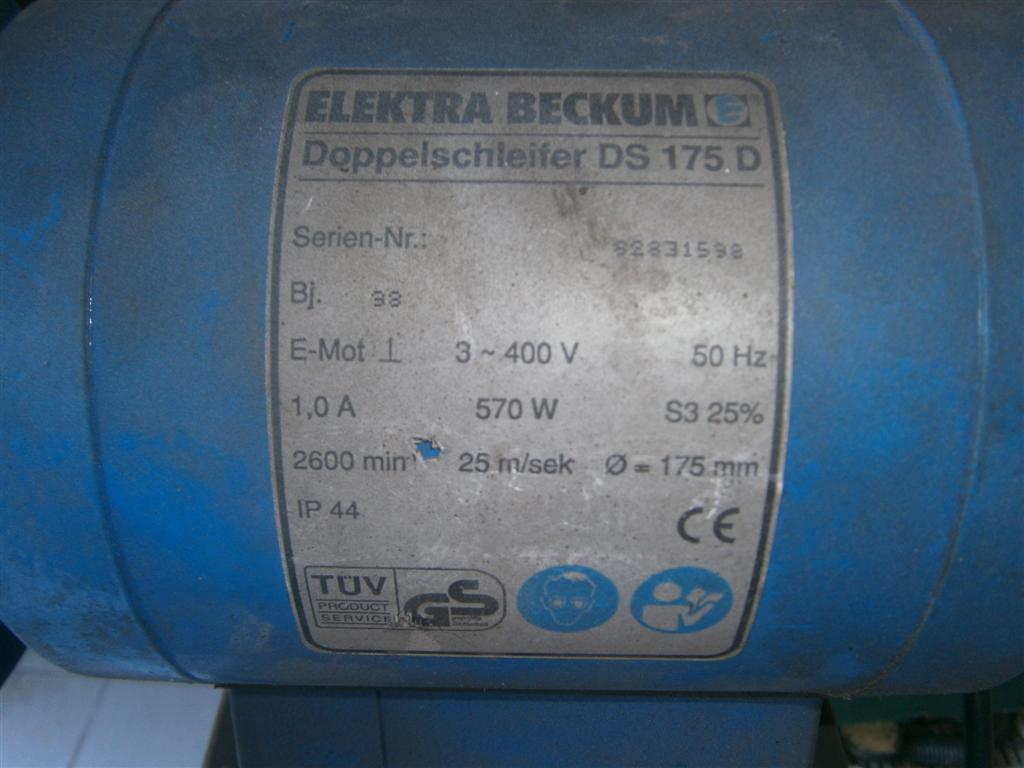 ELEKTRA BECKUM
Doppelschleifer DS 175 D
Serien-Nr.: 82831598
Bj. 98
E-Mot ⊥ 3 ~ 400 V 50 Hz
1,0 A 570 W S3 25%
2600 min 25 m/sek Ø = 175 mm
IP 44 CE
TÜV
PRODUCT
SERVICE
GS